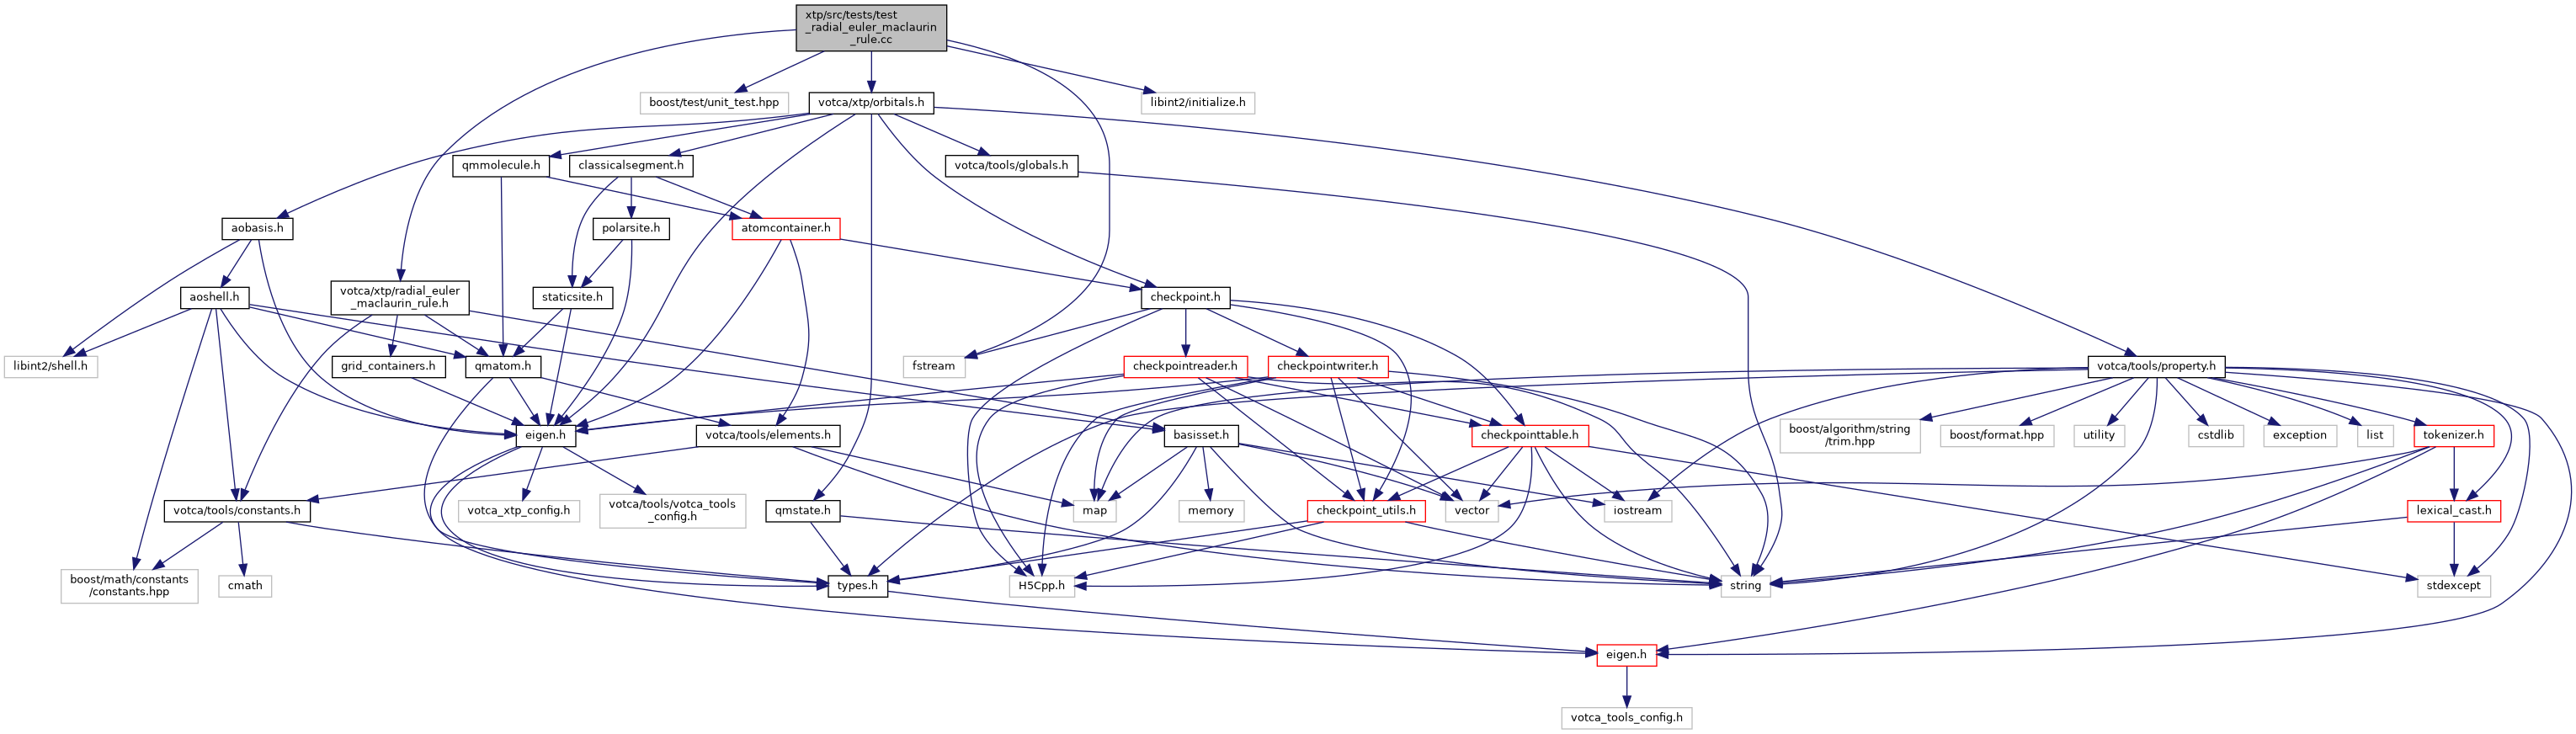 xtp/src/tests/test
_radial_euler_maclaurin
_rule.cc
boost/test/unit_test.hpp
votca/xtp/orbitals.h
libint2/initialize.h
qmmolecule.h
classicalsegment.h
votca/tools/globals.h
aobasis.h
polarsite.h
atomcontainer.h
aoshell.h
votca/xtp/radial_euler
_maclaurin_rule.h
staticsite.h
checkpoint.h
libint2/shell.h
grid_containers.h
qmatom.h
fstream
checkpointreader.h
checkpointwriter.h
votca/tools/property.h
eigen.h
votca/tools/elements.h
basisset.h
checkpointtable.h
boost/algorithm/string
/trim.hpp
boost/format.hpp
utility
cstdlib
exception
list
tokenizer.h
votca/tools/constants.h
votca_xtp_config.h
votca/tools/votca_tools
_config.h
qmstate.h
map
memory
checkpoint_utils.h
vector
iostream
lexical_cast.h
boost/math/constants
/constants.hpp
cmath
types.h
H5Cpp.h
string
stdexcept
eigen.h
votca_tools_config.h